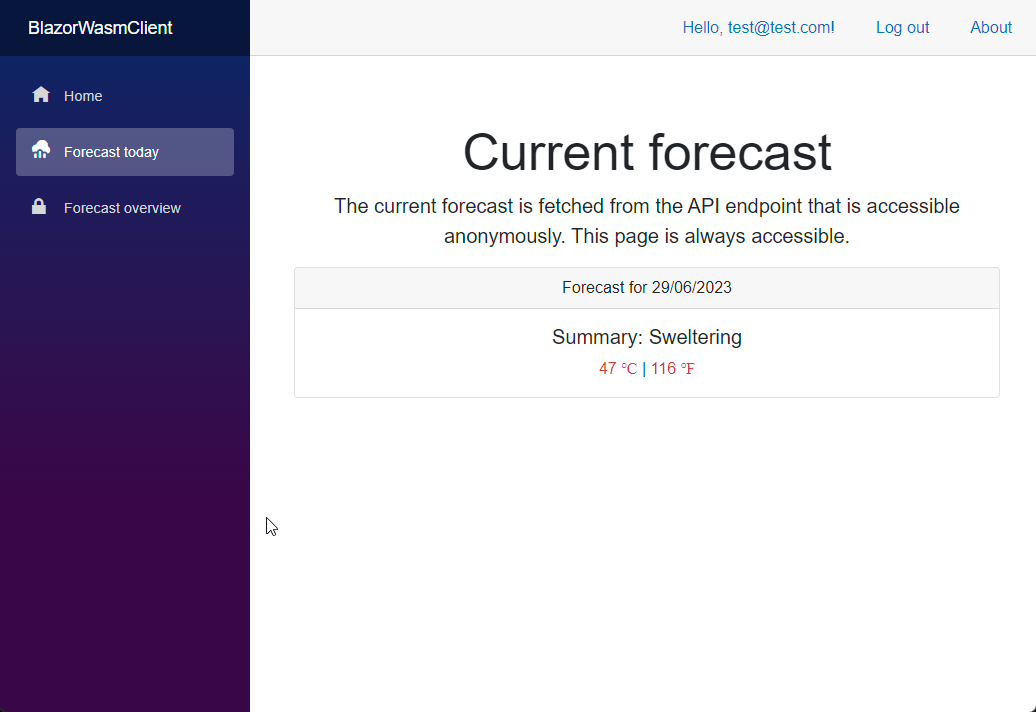 BlazorWasmClient
Hello, test@test.com!
Log out
About
Home
Forecast today
Forecast overview
Current forecast
The current forecast is fetched from the API endpoint that is accessible
anonymously. This page is always accessible.
Forecast for 29/06/2023
Summary: Sweltering
47 ℃ | 116 ℉